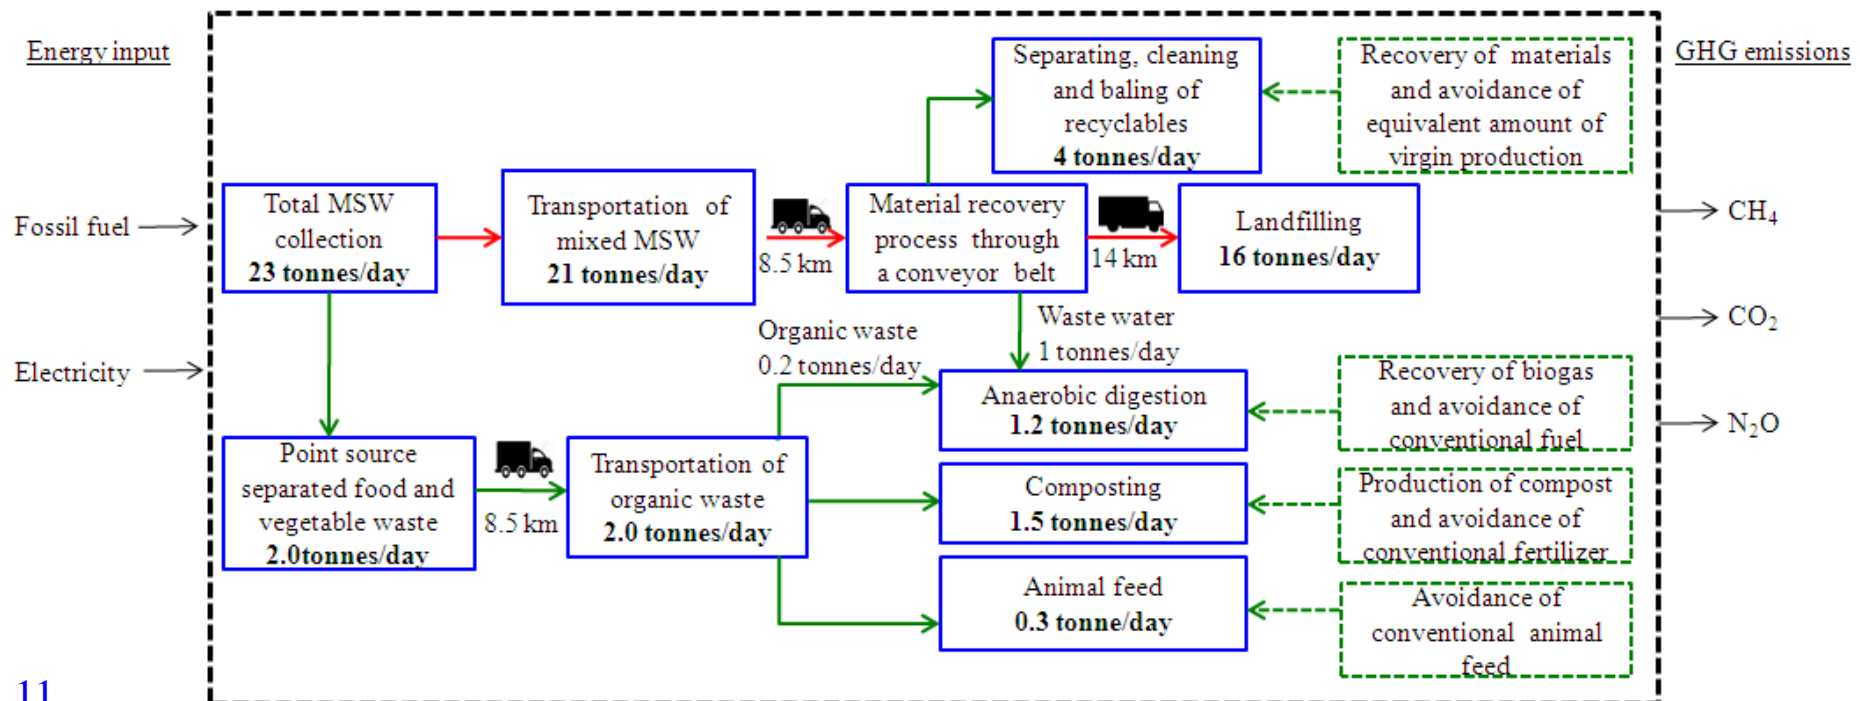 Energy input
Fossil fuel
Electricity
Total MSW
collection
23 tonnes/day
Transportation of
mixed MSW
21 tonnes/day
8.5 km
Material recovery
process through
a conveyor belt
14 km
Landfilling
16 tonnes/day
Separating, cleaning
and baling of
recyclables
4 tonnes/day
Recovery of materials
and avoidance of
equivalent amount of
virgin production
GHG emissions
CH4
CO2
N2O
Organic waste
0.2 tonnes/day
Waste water
1 tonnes/day
Point source
separated food and
vegetable waste
2.0tonnes/day
8.5 km
Transportation of
organic waste
2.0 tonnes/day
Anaerobic digestion
1.2 tonnes/day
Recovery of biogas
and avoidance of
conventional fuel
Composting
1.5 tonnes/day
Production of compost
and avoidance of
conventional fertilizer
Animal feed
0.3 tonne/day
Avoidance of
conventional animal
feed
11